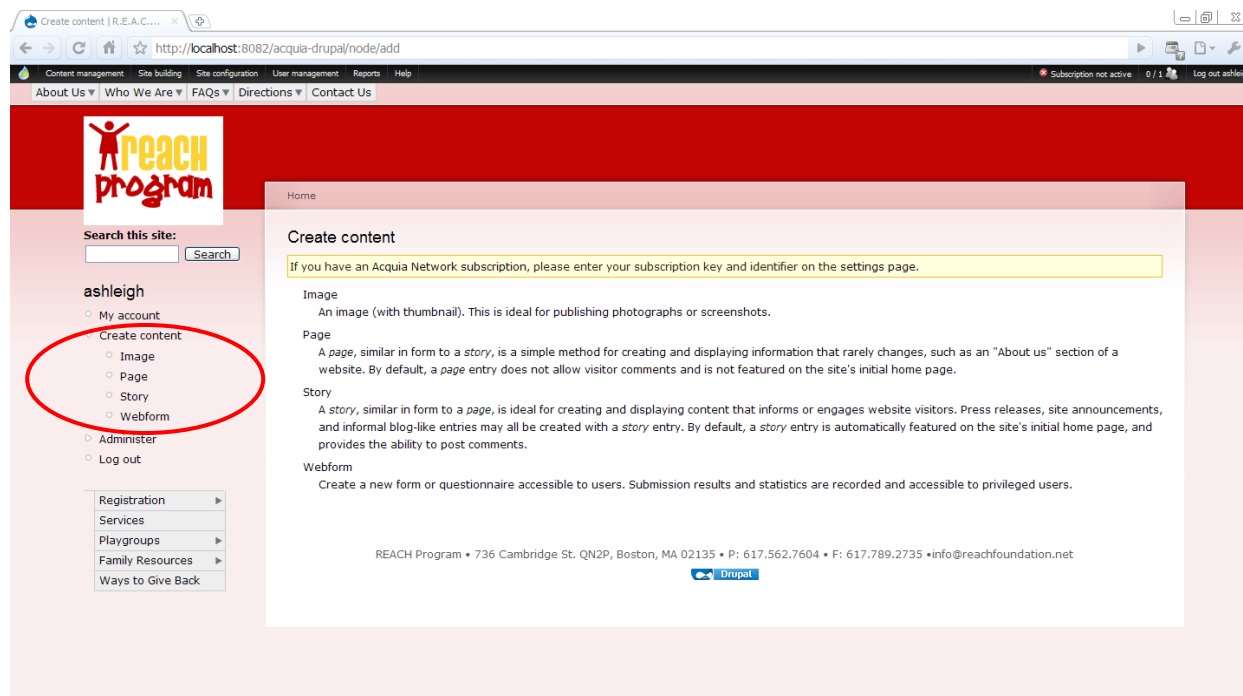 Create content | R.E.A.C....
http://localhost:8082/acquia-drupal/node/add
Content management Site building Site configuration User management Reports Help Subscription not active 0 / 1 Log out ashlei
About Us Who We Are FAQs Directions Contact Us
reach
program
Home
Search this site:
Search
Create content
If you have an Acquia Network subscription, please enter your subscription key and identifier on the settings page.
ashleigh
My account
Create content
Image
Page
Story
Webform
Administer
Log out
Image
An image (with thumbnail). This is ideal for publishing photographs or screenshots.
Page
A page, similar in form to a story, is a simple method for creating and displaying information that rarely changes, such as an "About us" section of a
website. By default, a page entry does not allow visitor comments and is not featured on the site's initial home page.
Story
A story, similar in form to a page, is ideal for creating and displaying content that informs or engages website visitors. Press releases, site announcements,
and informal blog-like entries may all be created with a story entry. By default, a story entry is automatically featured on the site's initial home page, and
provides the ability to post comments.
Webform
Create a new form or questionnaire accessible to users. Submission results and statistics are recorded and accessible to privileged users.
Registration
Services
Playgroups
Family Resources
Ways to Give Back
REACH Program • 736 Cambridge St. QN2P, Boston, MA 02135 • P: 617.562.7604 • F: 617.789.2735 •info@reachfoundation.net
Drupal